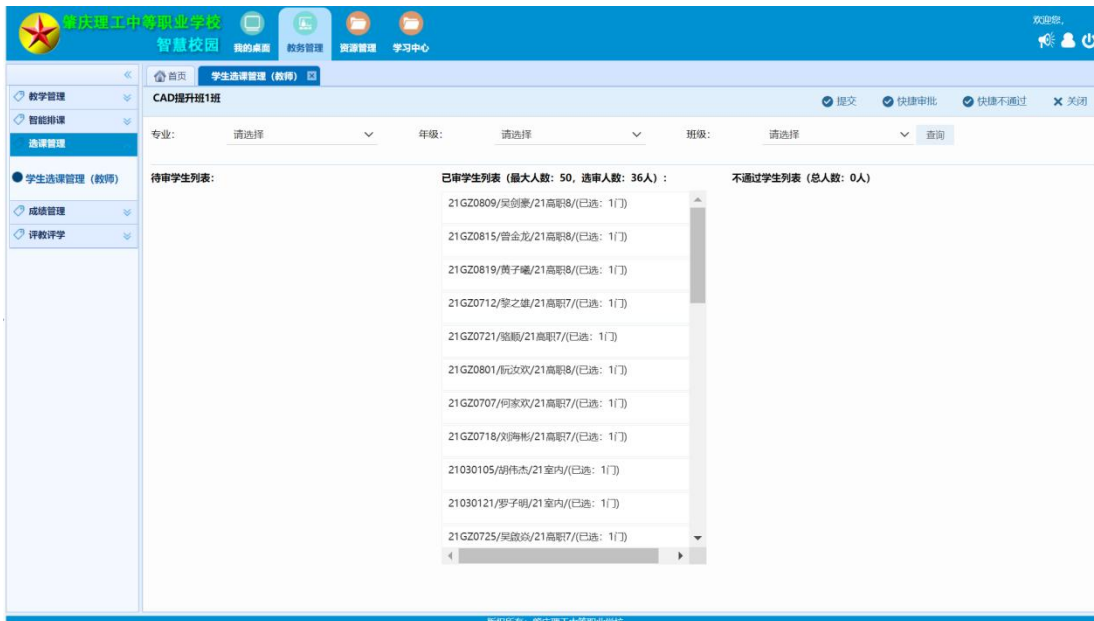 肇庆理工中等职业学校
智慧校园
我的桌面 教务管理 资源管理 学习中心
欢迎您,
首页 学生选课管理（教师）
教学管理
智能排课
选课管理
学生选课管理（教师）
成绩管理
评教评学
CAD提升班1班 提交 快捷审批 快捷不通过 关闭
专业: 请选择 年级: 请选择 班级: 请选择 查询
待审学生列表: 已审学生列表（最大人数: 50, 选审人数: 36人）: 不通过学生列表（总人数: 0人）
21GZ0809/吴剑豪/21高职8/(已选: 1门)
21GZ0815/曾金龙/21高职8/(已选: 1门)
21GZ0819/黄子曦/21高职8/(已选: 1门)
21GZ0712/黎之雄/21高职7/(已选: 1门)
21GZ0721/骆顺/21高职7/(已选: 1门)
21GZ0801/阮汝欢/21高职8/(已选: 1门)
21GZ0707/何家欢/21高职7/(已选: 1门)
21GZ0718/刘海彬/21高职7/(已选: 1门)
21030105/胡伟杰/21室内/(已选: 1门)
21030121/罗子明/21室内/(已选: 1门)
21GZ0725/吴啟焱/21高职7/(已选: 1门)